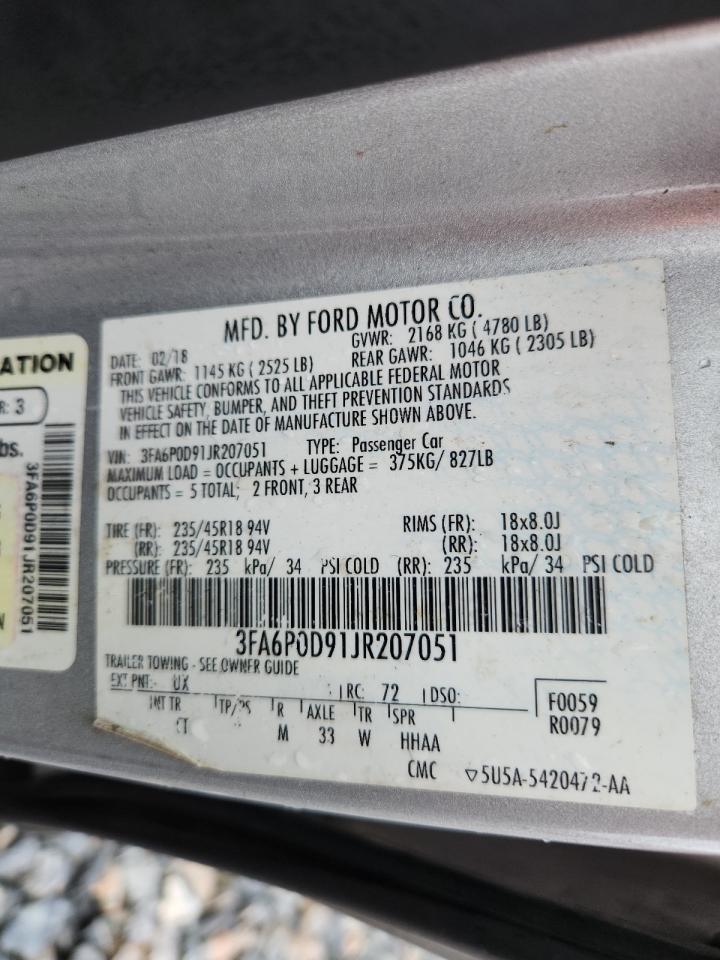 MFD. BY FORD MOTOR CO.
DATE: 02/18 GVWR: 2168 KG ( 4780 LB)
FRONT GAWR: 1145 KG ( 2525 LB) REAR GAWR: 1046 KG ( 2305 LB)
THIS VEHICLE CONFORMS TO ALL APPLICABLE FEDERAL MOTOR
VEHICLE SAFETY, BUMPER, AND THEFT PREVENTION STANDARDS
IN EFFECT ON THE DATE OF MANUFACTURE SHOWN ABOVE.
VIN: 3FA6P0D91JR207051 TYPE: Passenger Car
MAXIMUM LOAD = OCCUPANTS + LUGGAGE = 375KG/ 827LB
OCCUPANTS = 5 TOTAL; 2 FRONT, 3 REAR
TIRE (FR): 235/45R18 94V RIMS (FR): 18x8.0J
(RR): 235/45R18 94V (RR): 18x8.0J
PRESSURE (FR): 235 kPa/ 34 PSI COLD (RR): 235 kPa/ 34 PSI COLD
3FA6P0D91JR207051
TRAILER TOWING - SEE OWNER GUIDE
EXT PNT: UX RC: 72 DSO: F0059
INT TR TP/PS R AXLE TR SPR R0079
CT M 33 W HHAA
CMC 5U5A-5420472-AA
ATION
R: 3
bs.
3FA6P0D91JR207051
N